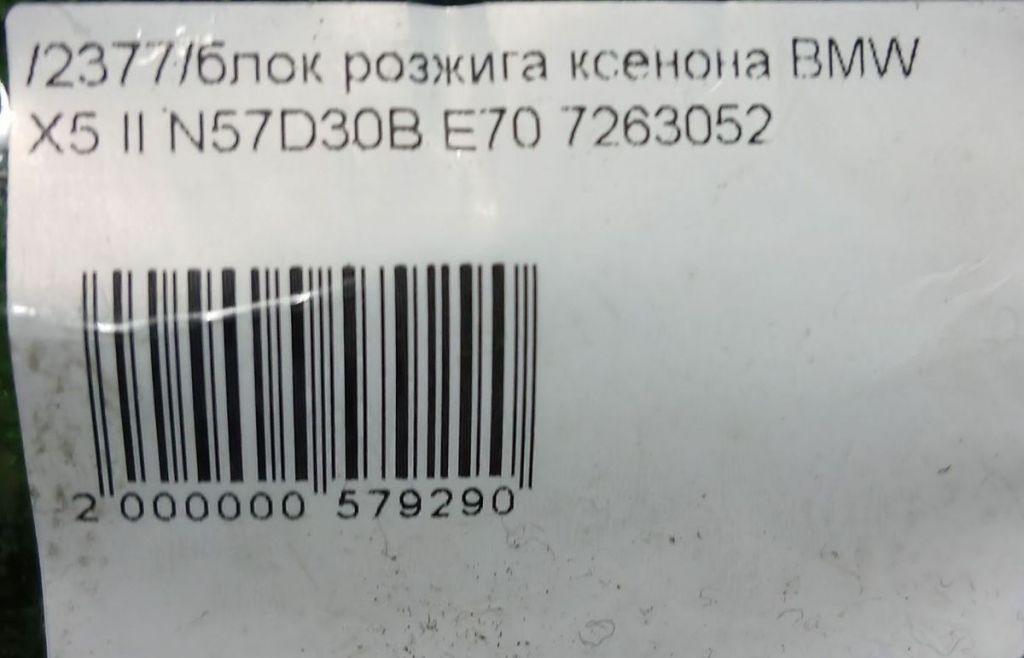 /2377/блок розжига ксенона BMW
X5 II N57D30B E70 7263052
2 000000 579290